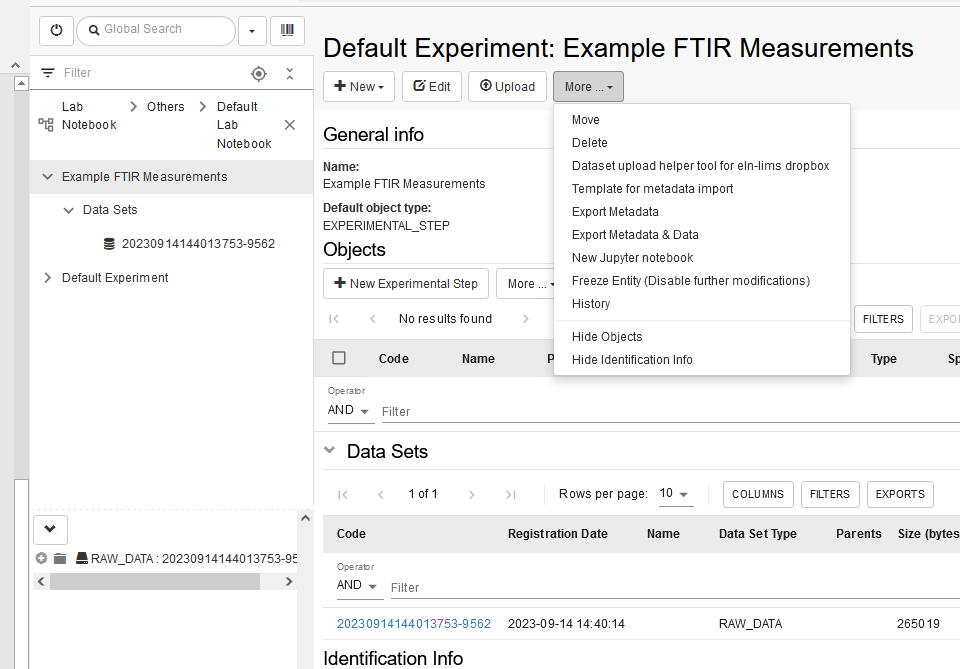 Global Search
Filter
Lab Notebook
Others
Default Lab Notebook
Example FTIR Measurements
Data Sets
20230914144013753-9562
Default Experiment
RAW_DATA : 20230914144013753-95
Default Experiment: Example FTIR Measurements
New
Edit
Upload
More ...
Move
Delete
Dataset upload helper tool for eln-lims dropbox
Template for metadata import
Export Metadata
Export Metadata & Data
New Jupyter notebook
Freeze Entity (Disable further modifications)
History
Hide Objects
Hide Identification Info
General info
Name:
Example FTIR Measurements
Default object type:
EXPERIMENTAL_STEP
Objects
New Experimental Step
More ...
No results found
FILTERS
EXPO
Code Name P Type Sp
Operator
AND
Filter
Data Sets
1 of 1
Rows per page: 10
COLUMNS
FILTERS
EXPORTS
Code Registration Date Name Data Set Type Parents Size (bytes
Operator
AND
Filter
20230914144013753-9562 2023-09-14 14:40:14 RAW_DATA 265019
Identification Info